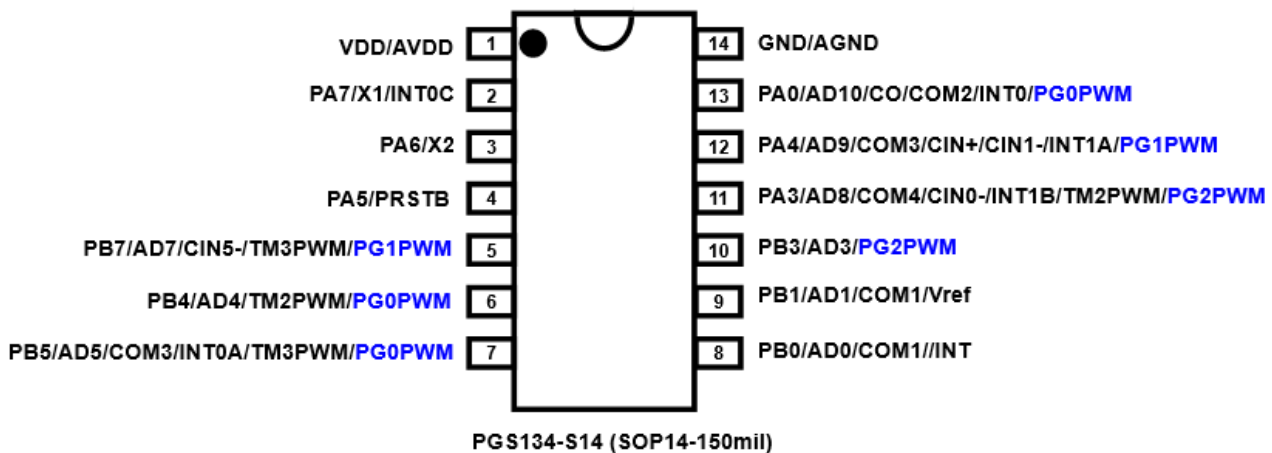 VDD/AVDD 1 14 GND/AGND
PA7/X1/INT0C 2 13 PA0/AD10/CO/COM2/INT0/PG0PWM
PA6/X2 3 12 PA4/AD9/COM3/CIN+/CIN1-/INT1A/PG1PWM
PA5/PRSTB 4 11 PA3/AD8/COM4/CIN0-/INT1B/TM2PWM/PG2PWM
PB7/AD7/CIN5-/TM3PWM/PG1PWM 5 10 PB3/AD3/PG2PWM
PB4/AD4/TM2PWM/PG0PWM 6 9 PB1/AD1/COM1/Vref
PB5/AD5/COM3/INT0A/TM3PWM/PG0PWM 7 8 PB0/AD0/COM1//INT
PGS134-S14 (SOP14-150mil)